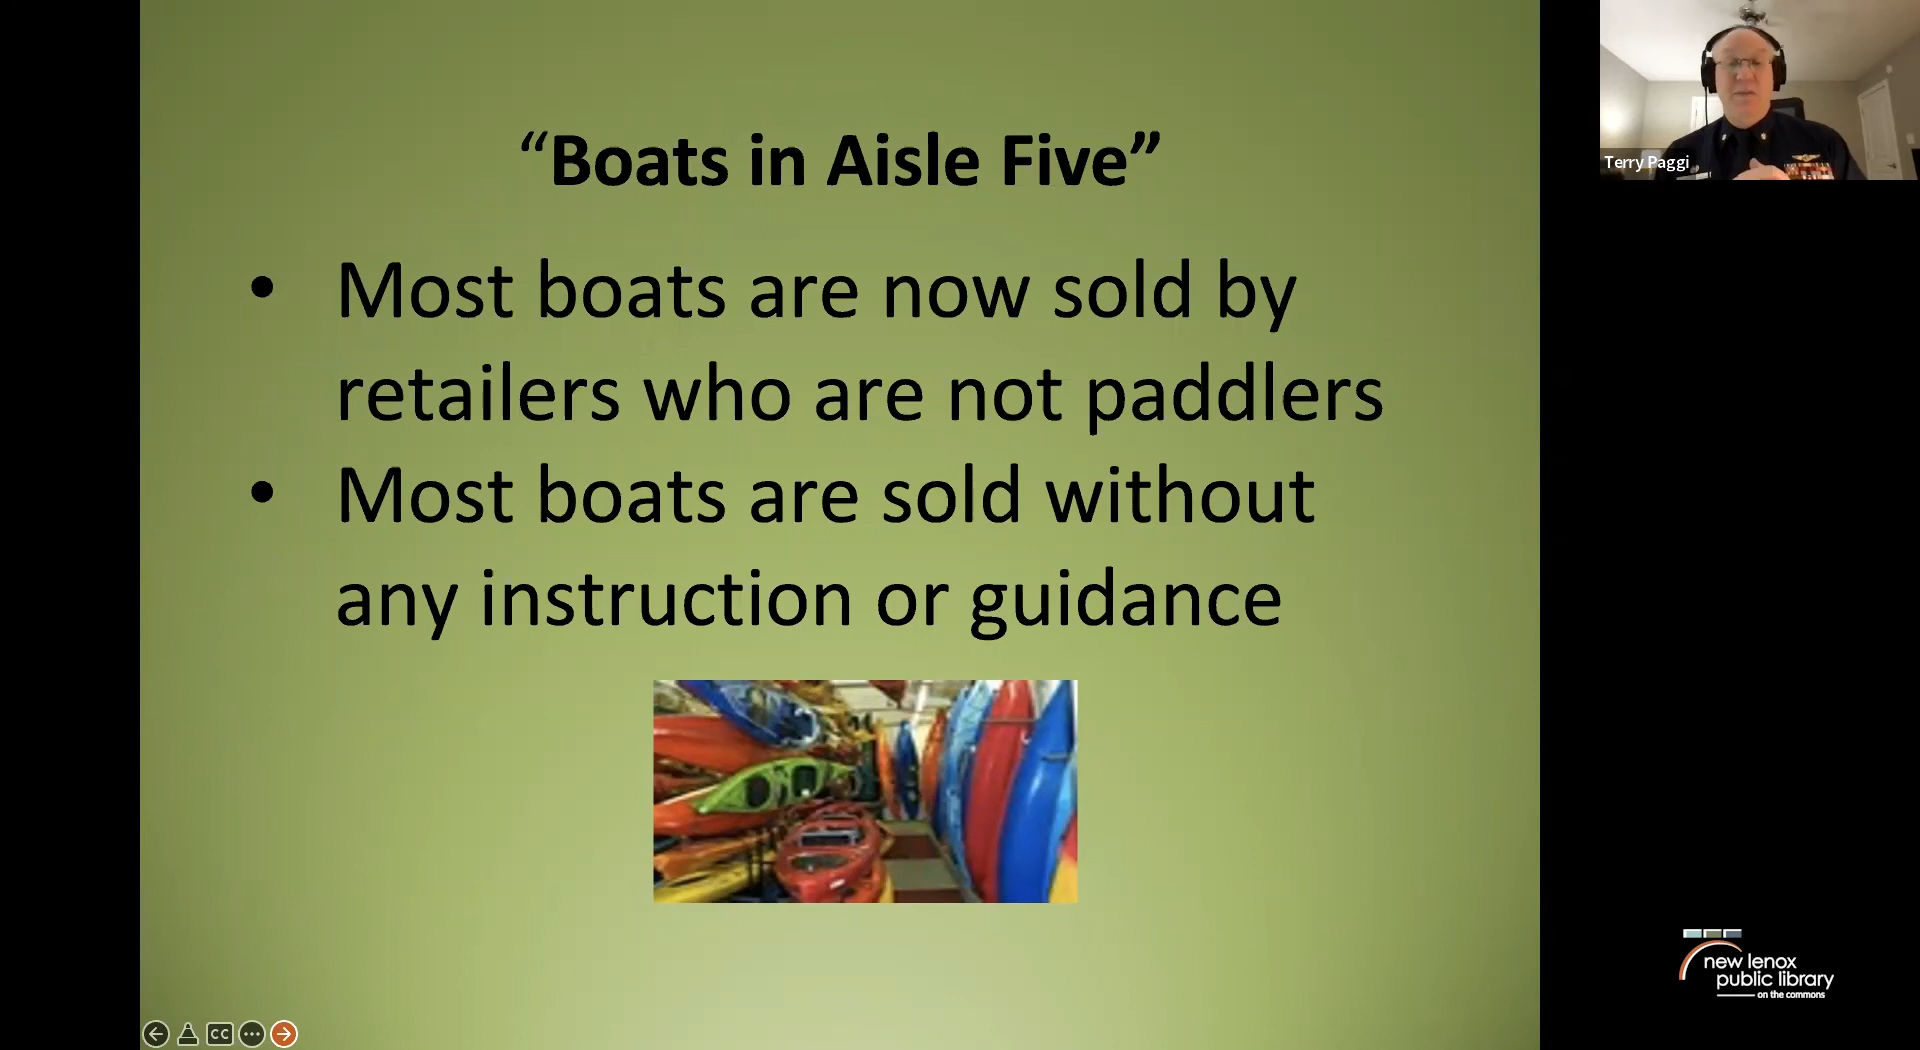 “Boats in Aisle Five”
• Most boats are now sold by
retailers who are not paddlers
• Most boats are sold without
any instruction or guidance
Terry Paggi
new lenox
public library
on the commons
CC